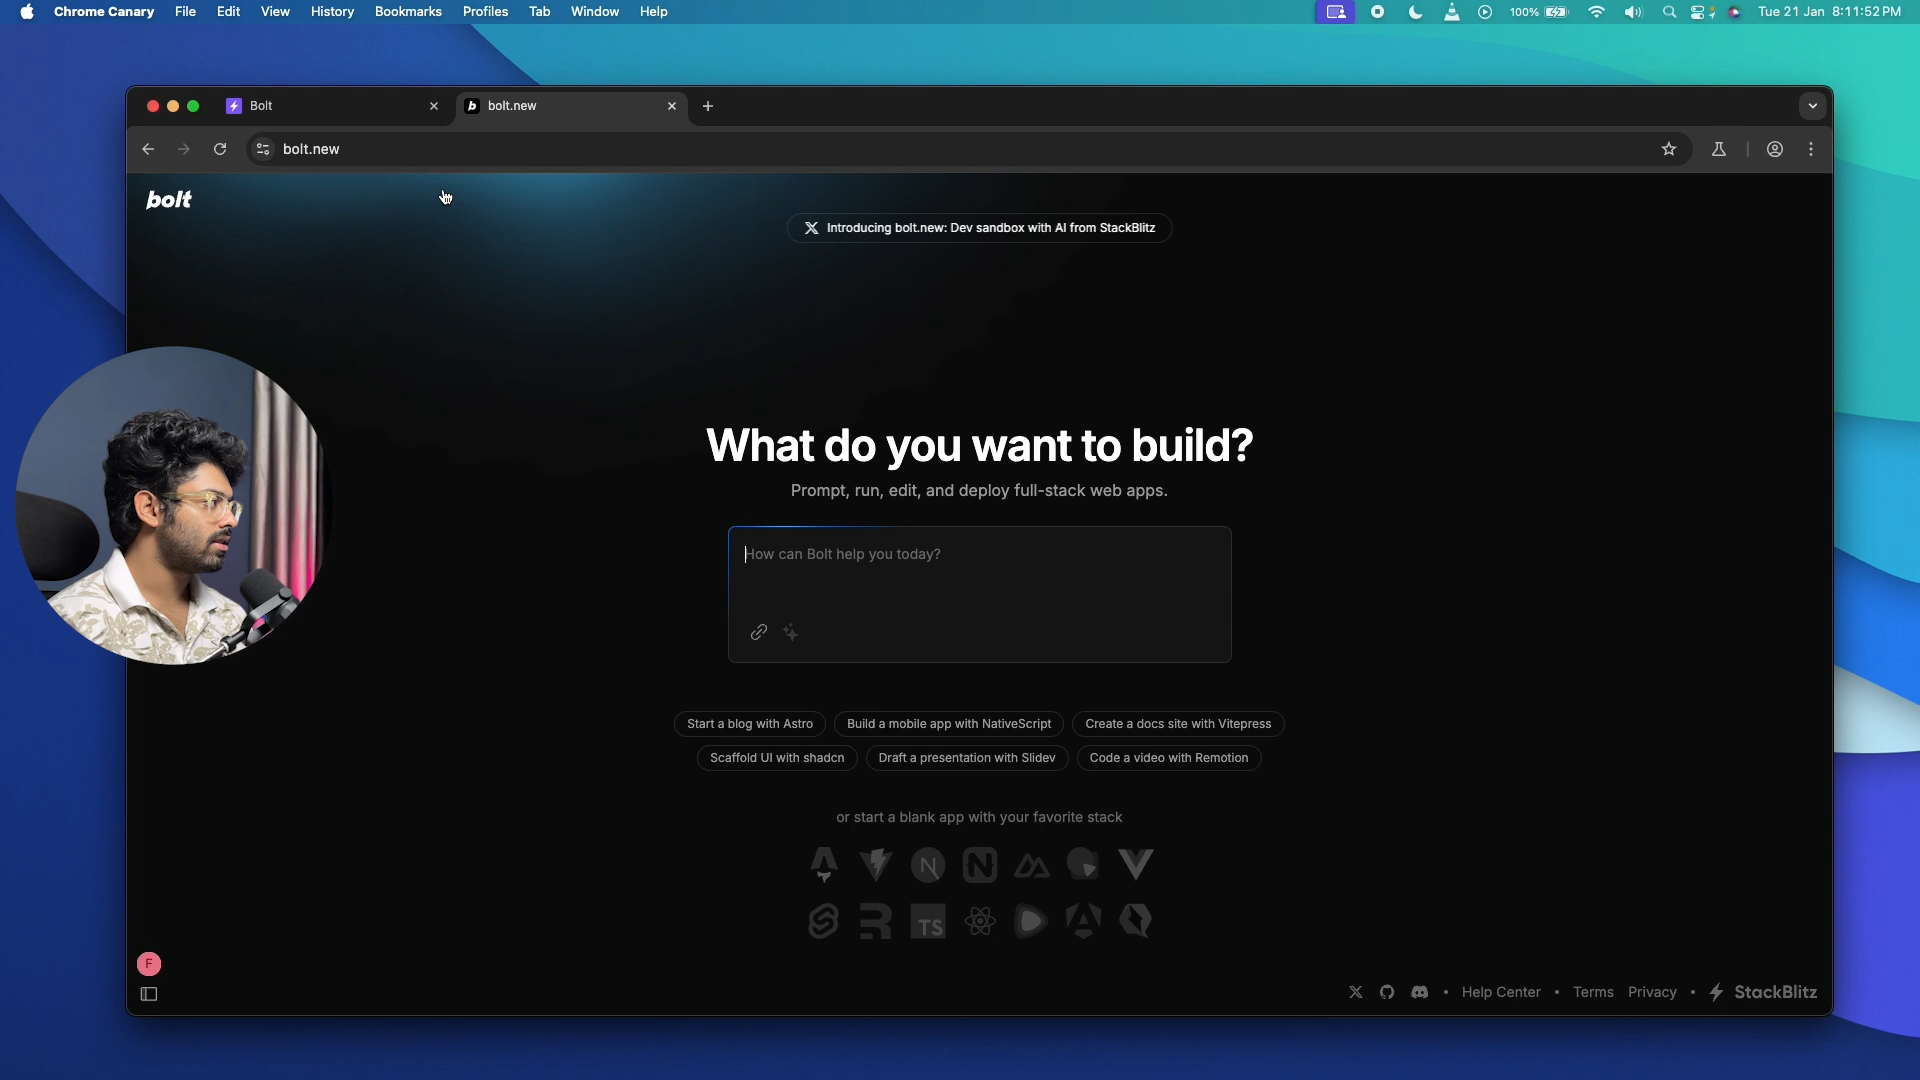 Chrome Canary File Edit View History Bookmarks Profiles Tab Window Help 100% Tue 21 Jan 8:11:52 PM
Bolt
b bolt.new
bolt.new
bolt
Introducing bolt.new: Dev sandbox with AI from StackBlitz
What do you want to build?
Prompt, run, edit, and deploy full-stack web apps.
How can Bolt help you today?
Start a blog with Astro
Build a mobile app with NativeScript
Create a docs site with Vitepress
Scaffold UI with shadcn
Draft a presentation with Slidev
Code a video with Remotion
or start a blank app with your favorite stack
N N
TS
F
Help Center • Terms Privacy • StackBlitz